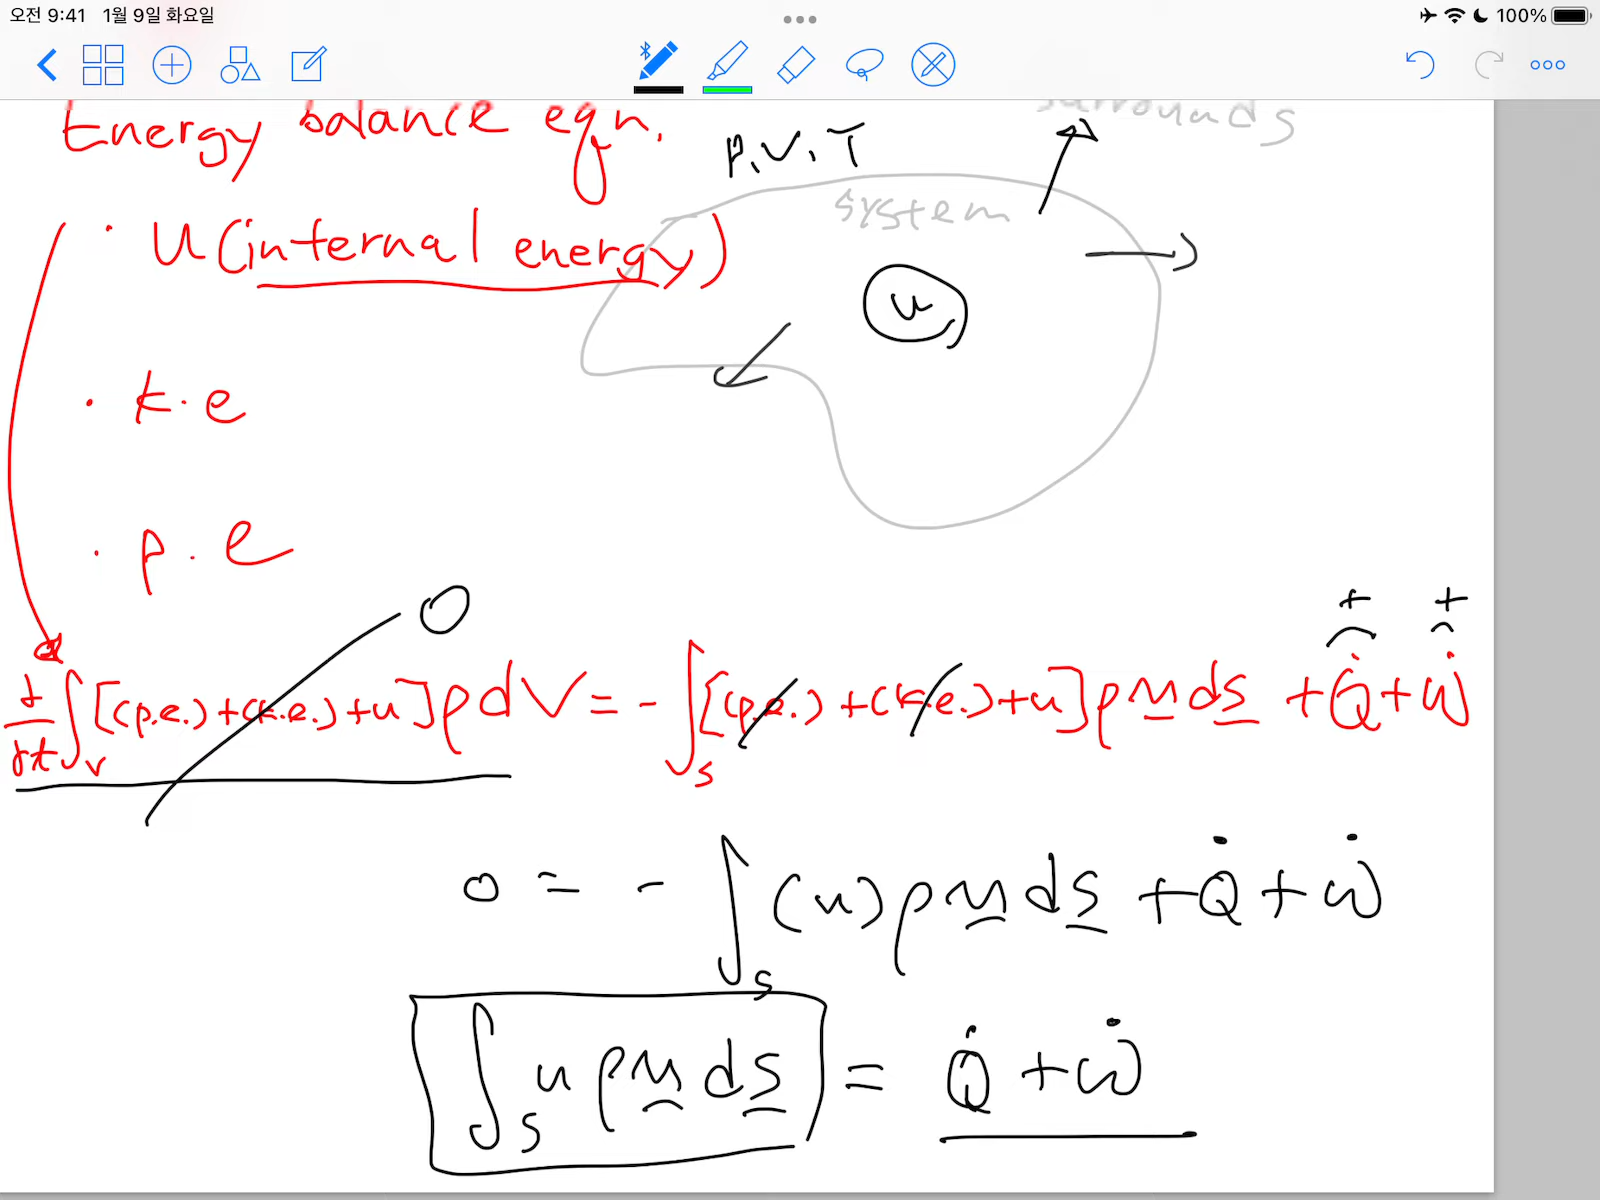 오전 9:41 1월 9일 화요일
100%
Energy balance eqn.
surrounds
P, V, T
system
· U (internal energy)
u
· k.e
· p.e
0
+ +
d/dt ∫_V [(p.e.)+(k.e.)+u] ρ dV = - ∫_S [(p.e.)+(k.e.)+u] ρ u ds + Q̇ + ẇ
0 = - ∫_S (u) ρ u ds + Q̇ + ẇ
∫_S u ρ u ds = Q̇ + ẇ